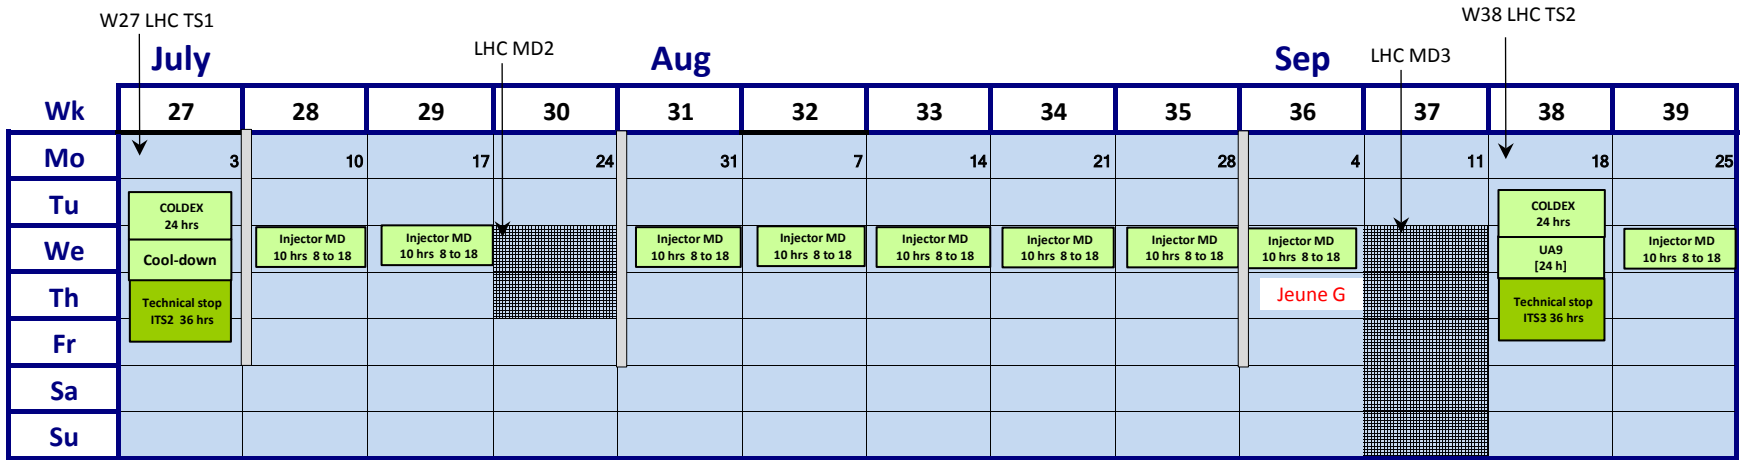 W27 LHC TS1
W38 LHC TS2
July
LHC MD2
Aug
Sep
LHC MD3
Wk 27 28 29 30 31 32 33 34 35 36 37 38 39
Mo 3 10 17 24 31 7 14 21 28 4 11 18 25
Tu
COLDEX
24 hrs
COLDEX
24 hrs
We
Cool-down
Injector MD
10 hrs 8 to 18
Injector MD
10 hrs 8 to 18
Injector MD
10 hrs 8 to 18
Injector MD
10 hrs 8 to 18
Injector MD
10 hrs 8 to 18
Injector MD
10 hrs 8 to 18
Injector MD
10 hrs 8 to 18
Injector MD
10 hrs 8 to 18
UA9
[24 h]
Injector MD
10 hrs 8 to 18
Th
Technical stop
ITS2 36 hrs
Jeune G
Technical stop
ITS3 36 hrs
Fr
Sa
Su